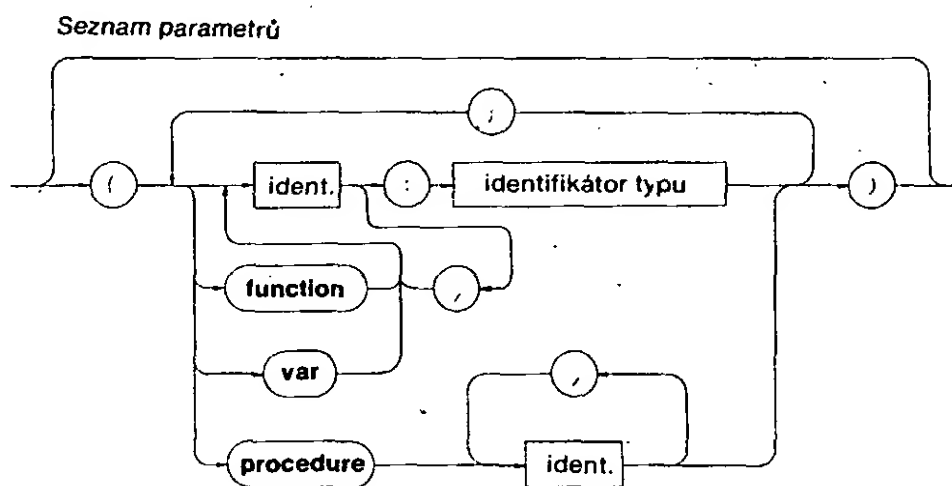 Seznam parametrů
;
( ident. : identifikátor typu )
function ,
var
,
procedure ident.